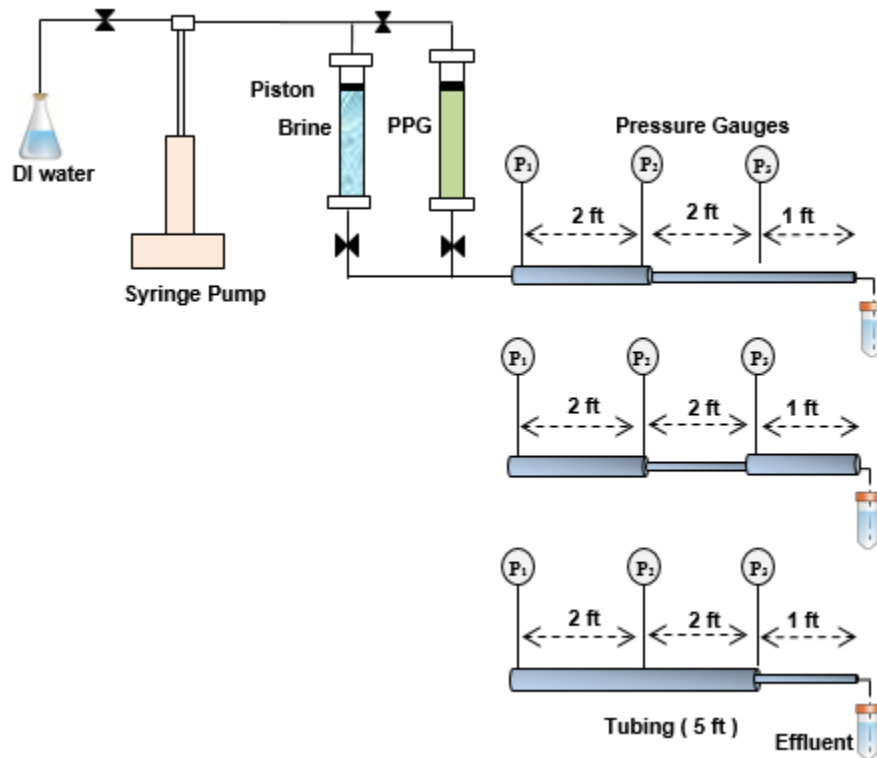 Piston
Brine
PPG
DI water
Syringe Pump
Pressure Gauges
P₁ P₂ P₃
2 ft 2 ft 1 ft
P₁ P₂ P₃
2 ft 2 ft 1 ft
P₁ P₂ P₃
2 ft 2 ft 1 ft
Tubing ( 5 ft )
Effluent